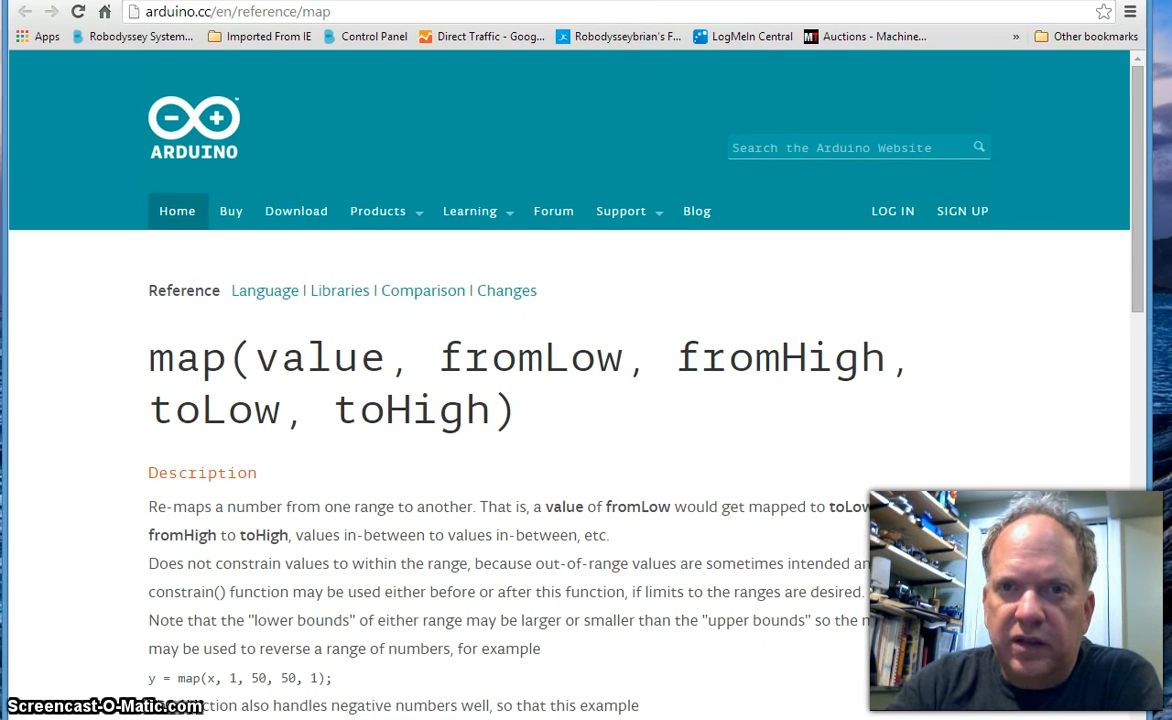 arduino.cc/en/reference/map
Apps Robodyssey System... Imported From IE Control Panel Direct Traffic - Goog... Robodysseybrian's F... LogMeIn Central Auctions - Machine... » Other bookmarks
ARDUINO
Search the Arduino Website
Home Buy Download Products Learning Forum Support Blog LOG IN SIGN UP
Reference Language | Libraries | Comparison | Changes
map(value, fromLow, fromHigh,
toLow, toHigh)
Description
Re-maps a number from one range to another. That is, a value of fromLow would get mapped to toLow
fromHigh to toHigh, values in-between to values in-between, etc.
Does not constrain values to within the range, because out-of-range values are sometimes intended an
constrain() function may be used either before or after this function, if limits to the ranges are desired.
Note that the "lower bounds" of either range may be larger or smaller than the "upper bounds" so the
may be used to reverse a range of numbers, for example
y = map(x, 1, 50, 50, 1);
also handles negative numbers well, so that this example
Screencast-O-Matic.com